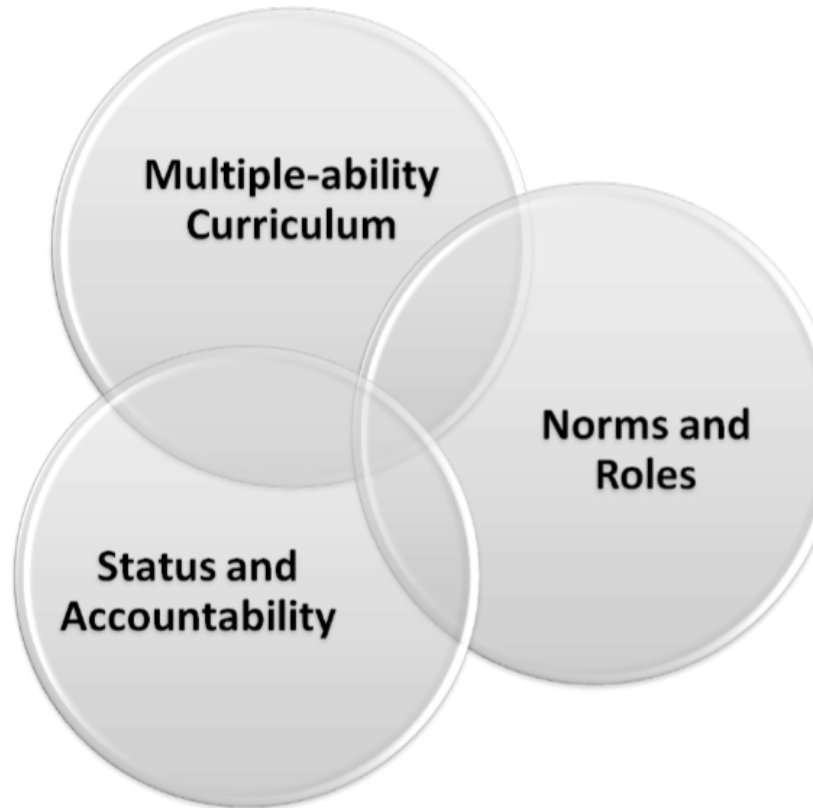 Multiple-ability
Curriculum
Norms and
Roles
Status and
Accountability